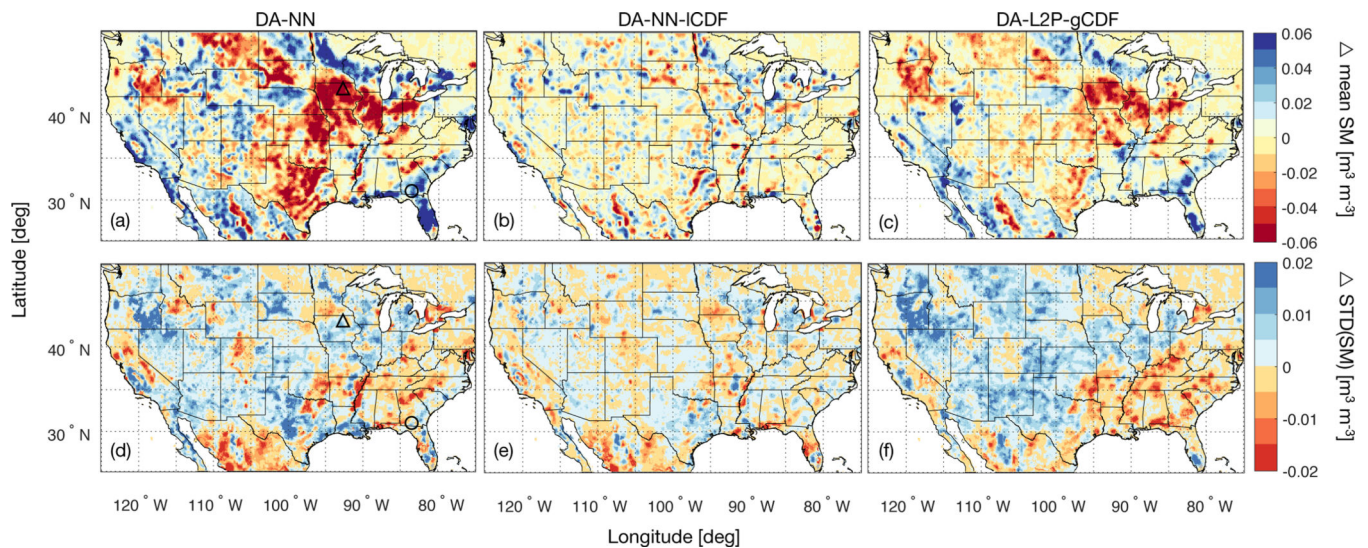 DA-NN DA-NN-lCDF DA-L2P-gCDF
40° N
30° N
(a) (b) (c)
0.06
0.04
0.02
0
-0.02
-0.04
-0.06
△ mean SM [m³ m⁻³]
Latitude [deg]
40° N
30° N
(d) (e) (f)
0.02
0.01
0
-0.01
-0.02
△ STD(SM) [m³ m⁻³]
120° W 110° W 100° W 90° W 80° W 120° W 110° W 100° W 90° W 80° W 120° W 110° W 100° W 90° W 80° W
Longitude [deg]